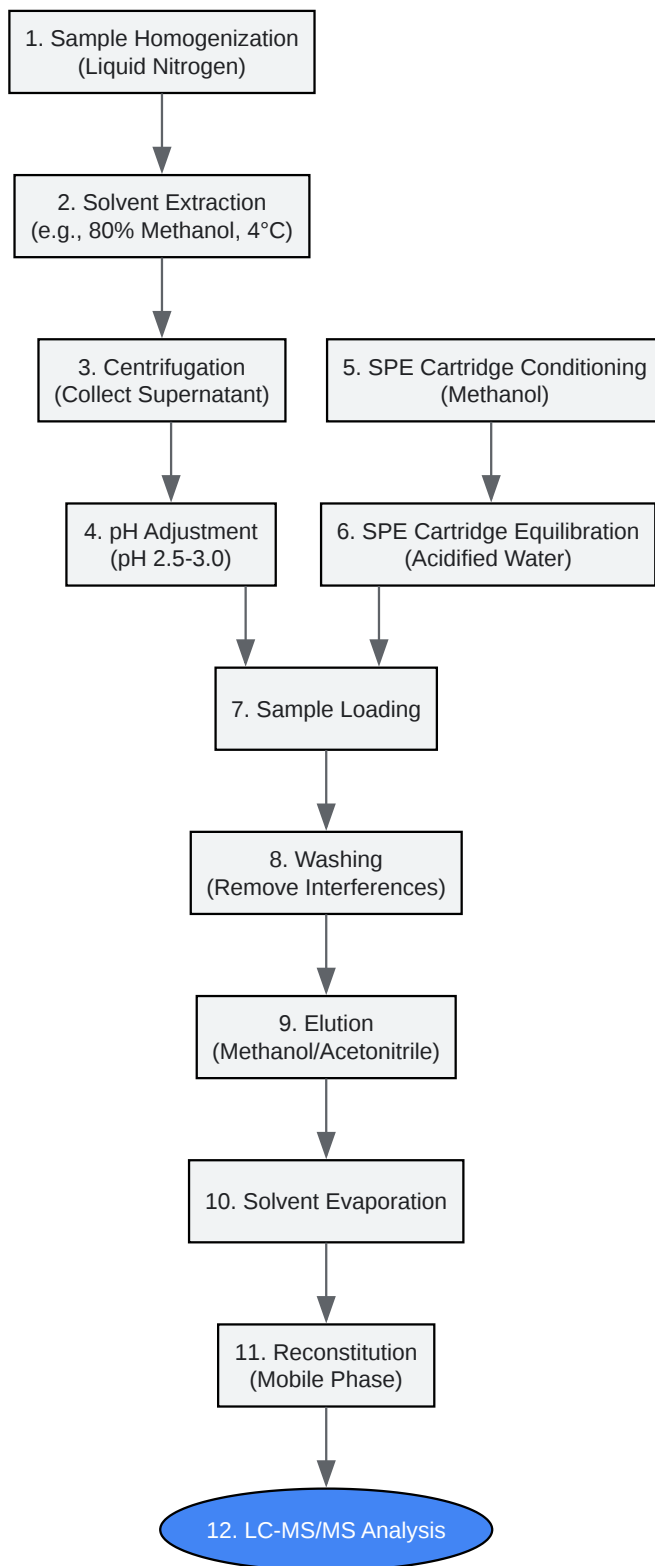 1. Sample Homogenization
(Liquid Nitrogen)
2. Solvent Extraction
(e.g., 80% Methanol, 4°C)
3. Centrifugation
(Collect Supernatant)
5. SPE Cartridge Conditioning
(Methanol)
4. pH Adjustment
(pH 2.5-3.0)
6. SPE Cartridge Equilibration
(Acidified Water)
7. Sample Loading
8. Washing
(Remove Interferences)
9. Elution
(Methanol/Acetonitrile)
10. Solvent Evaporation
11. Reconstitution
(Mobile Phase)
12. LC-MS/MS Analysis